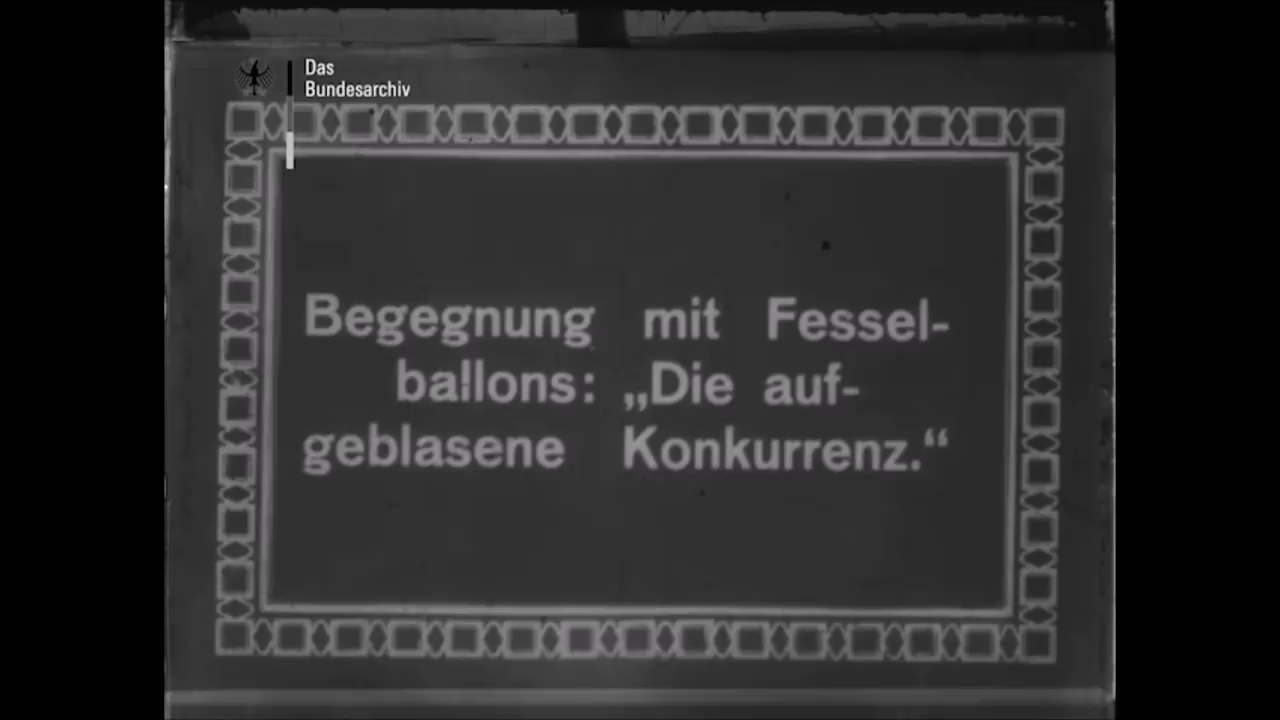 Das
Bundesarchiv
Begegnung mit Fessel-
ballons: „Die auf-
geblasene Konkurrenz.“